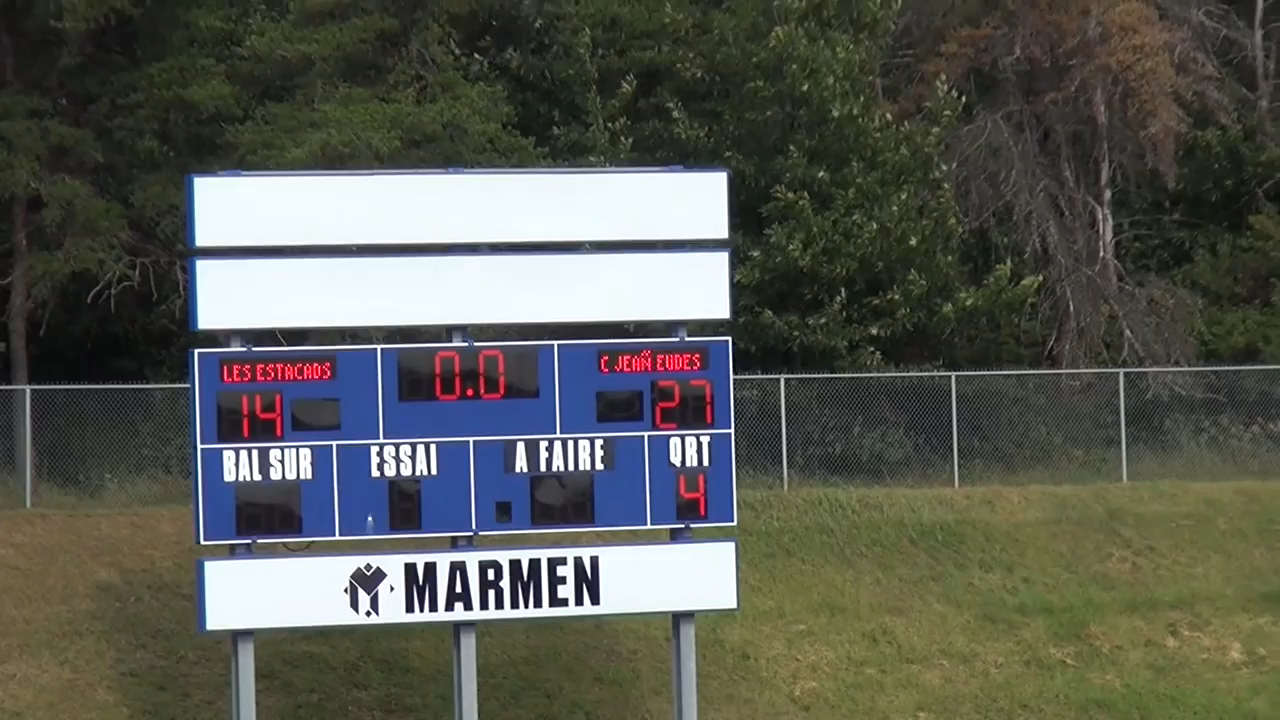 LES ESTACADS 0.0 C JEAN EUDES
14 27
BAL SUR ESSAI A FAIRE QRT
4
MARMEN